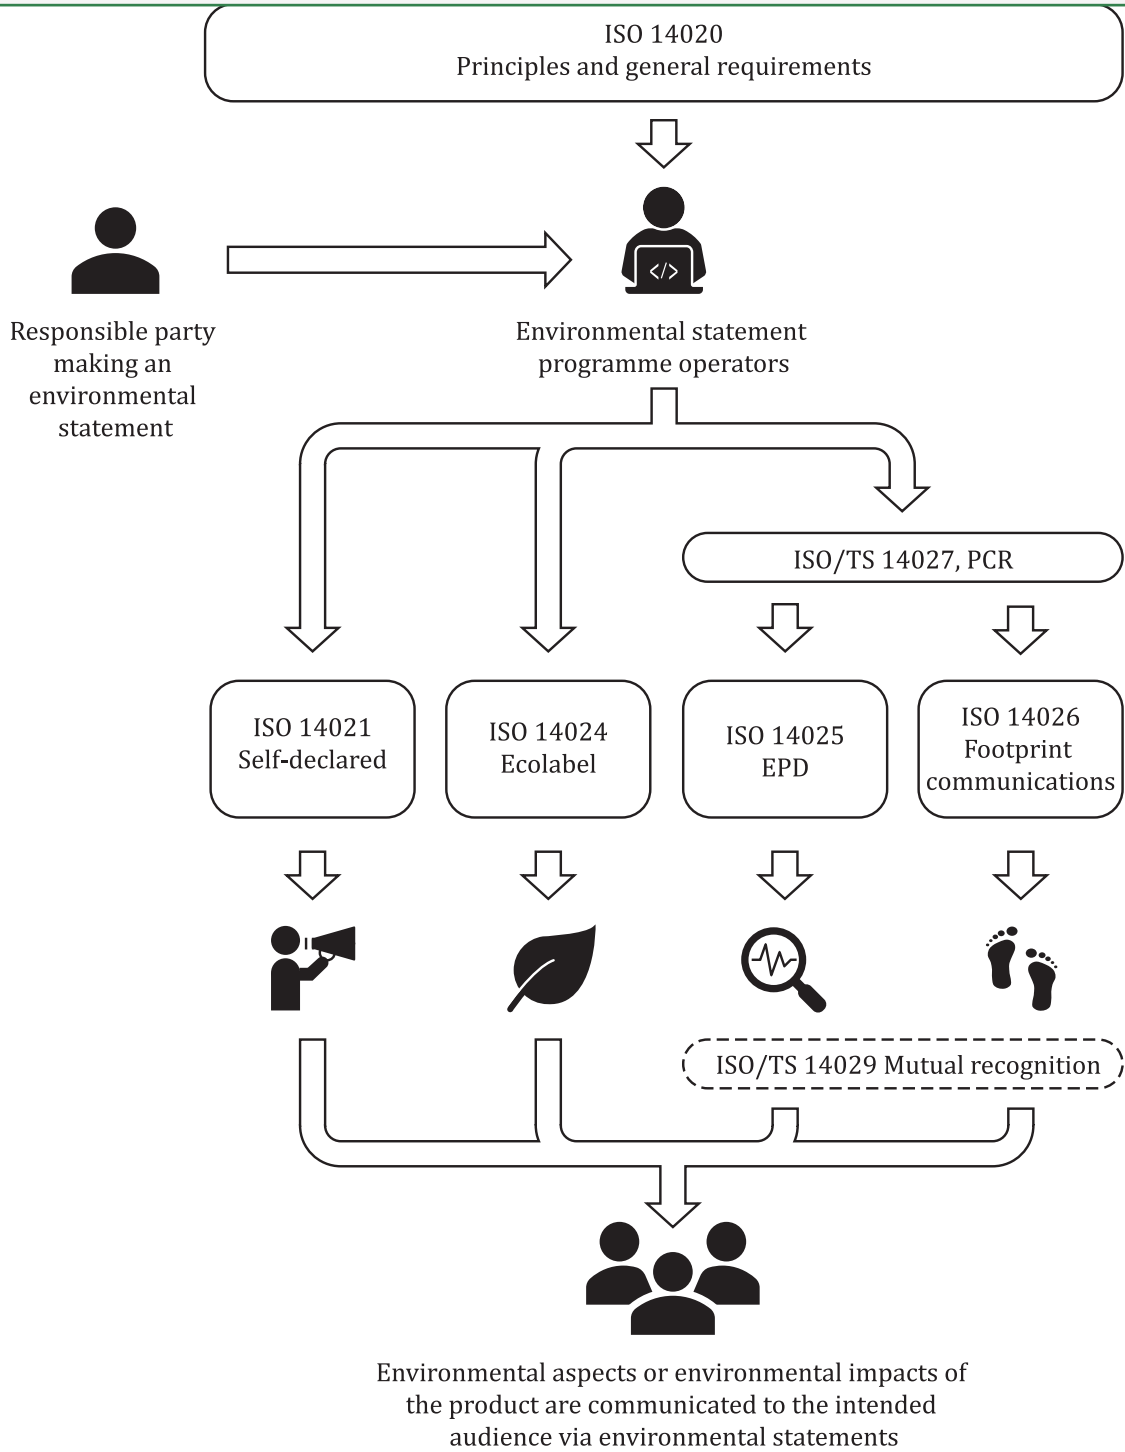 ISO 14020
Principles and general requirements
</>
Responsible party
making an
environmental
statement
Environmental statement
programme operators
ISO/TS 14027, PCR
ISO 14021
Self-declared
ISO 14024
Ecolabel
ISO 14025
EPD
ISO 14026
Footprint
communications
ISO/TS 14029 Mutual recognition
Environmental aspects or environmental impacts of
the product are communicated to the intended
audience via environmental statements